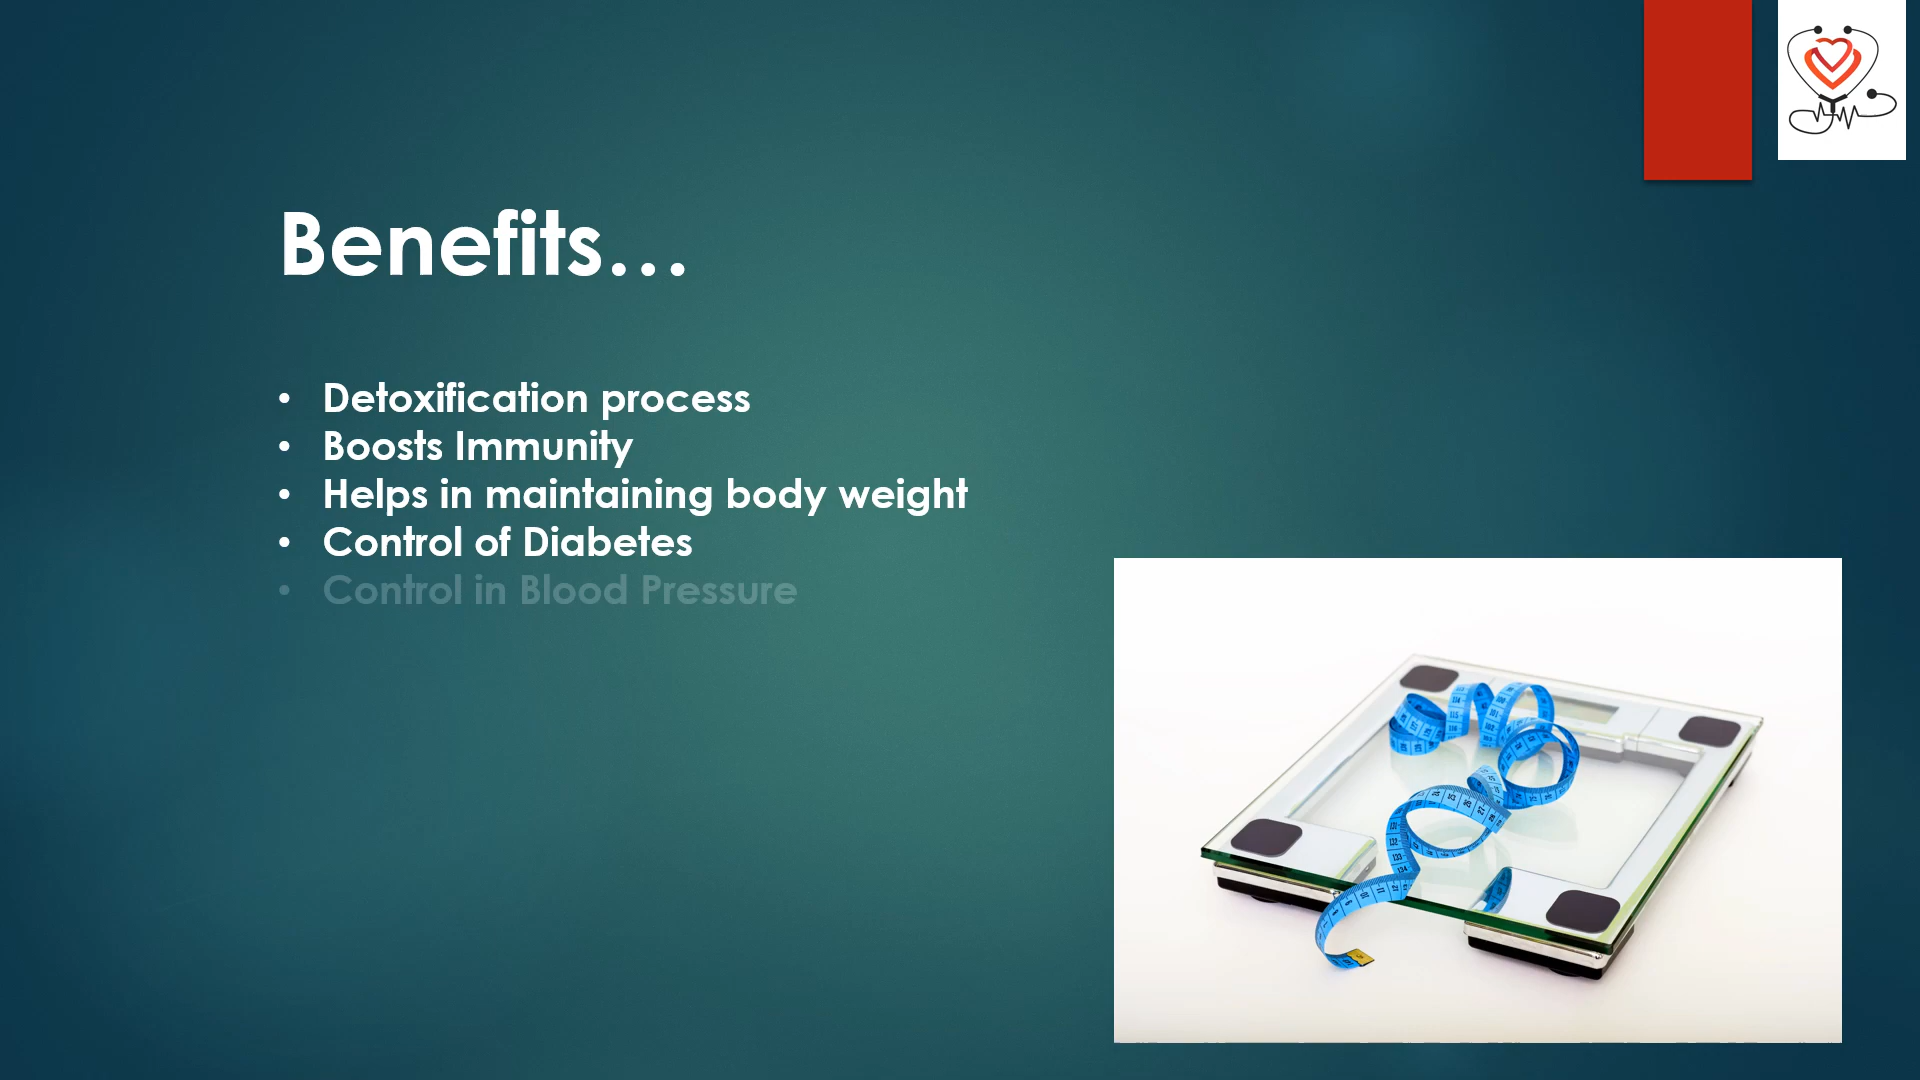 Benefits…
• Detoxification process
• Boosts Immunity
• Helps in maintaining body weight
• Control of Diabetes
• Control in Blood Pressure